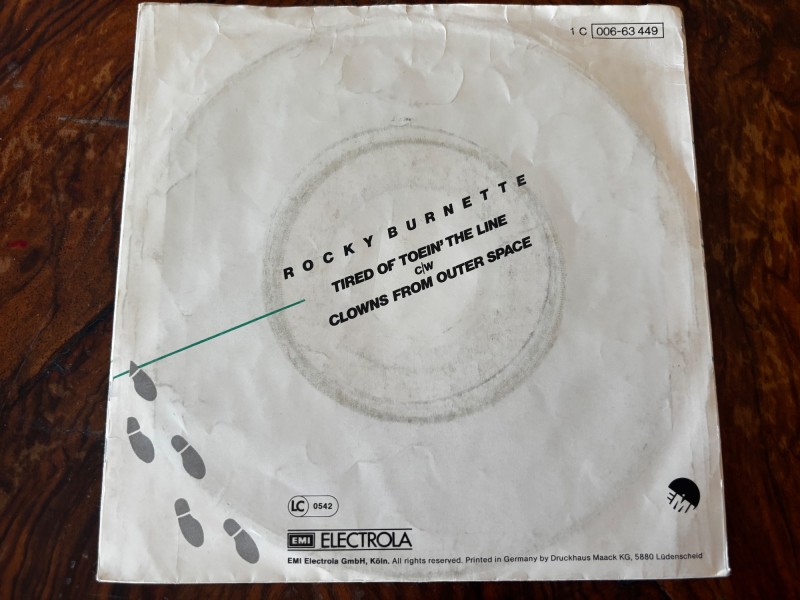 1 C 006-63 449
ROCKY BURNETTE
TIRED OF TOEIN' THE LINE
c/w
CLOWNS FROM OUTER SPACE
LC 0542
EMI
EMI ELECTROLA
EMI Electrola GmbH, Köln. All rights reserved. Printed in Germany by Druckhaus Maack KG, 5880 Lüdenscheid